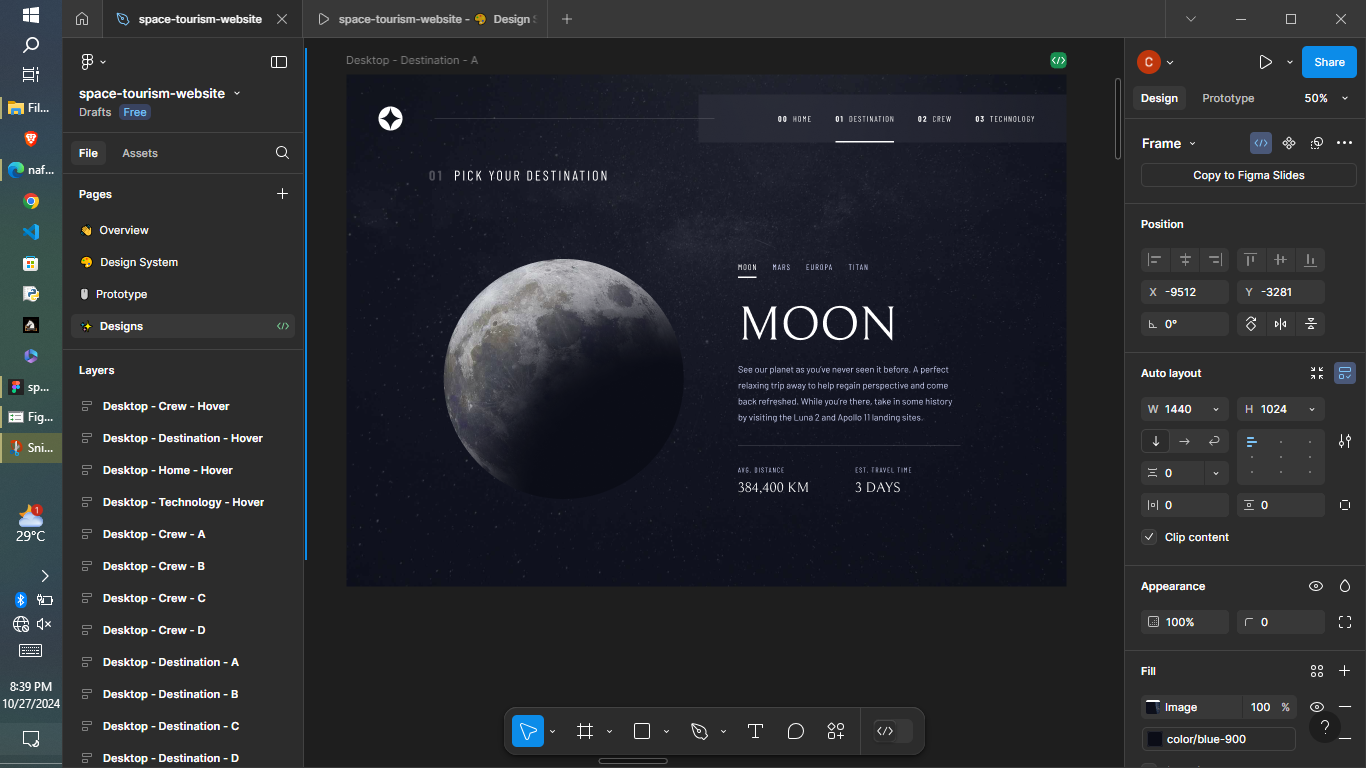 space-tourism-website
space-tourism-website - Design
Fil...
naf...
sp...
Fig...
Sni...
1
29°C
8:39 PM
10/27/2024
space-tourism-website
Drafts Free
File Assets
Pages
Overview
Design System
Prototype
Designs
Layers
Desktop - Crew - Hover
Desktop - Destination - Hover
Desktop - Home - Hover
Desktop - Technology - Hover
Desktop - Crew - A
Desktop - Crew - B
Desktop - Crew - C
Desktop - Crew - D
Desktop - Destination - A
Desktop - Destination - B
Desktop - Destination - C
Desktop - Destination - D
Desktop - Destination - A
00 HOME 01 DESTINATION 02 CREW 03 TECHNOLOGY
01 PICK YOUR DESTINATION
MOON MARS EUROPA TITAN
MOON
See our planet as you've never seen it before. A perfect
relaxing trip away to help regain perspective and come
back refreshed. While you're there, take in some history
by visiting the Luna 2 and Apollo 11 landing sites.
AVG. DISTANCE EST. TRAVEL TIME
384,400 KM 3 DAYS
C
Share
Design Prototype 50%
Frame
Copy to Figma Slides
Position
X -9512 Y -3281
0°
Auto layout
W 1440 H 1024
0
0 0
Clip content
Appearance
100% 0
Fill
Image 100 %
color/blue-900
?